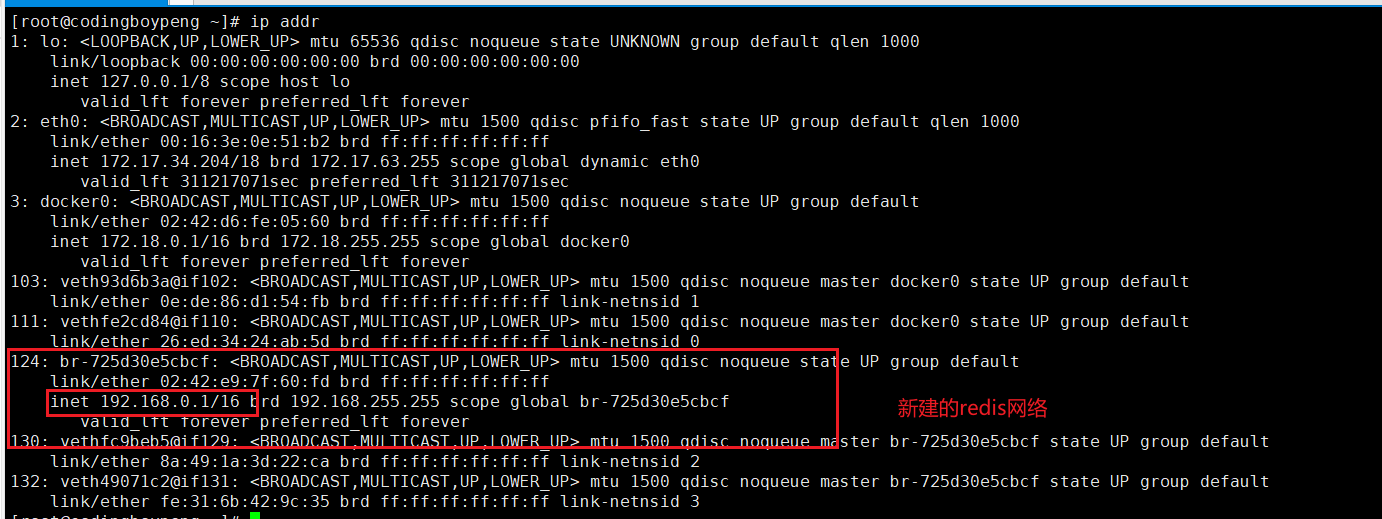 [root@codingboypeng ~]# ip addr
1: lo: <LOOPBACK,UP,LOWER_UP> mtu 65536 qdisc noqueue state UNKNOWN group default qlen 1000
link/loopback 00:00:00:00:00:00 brd 00:00:00:00:00:00
inet 127.0.0.1/8 scope host lo
valid_lft forever preferred_lft forever
2: eth0: <BROADCAST,MULTICAST,UP,LOWER_UP> mtu 1500 qdisc pfifo_fast state UP group default qlen 1000
link/ether 00:16:3e:0e:51:b2 brd ff:ff:ff:ff:ff:ff
inet 172.17.34.204/18 brd 172.17.63.255 scope global dynamic eth0
valid_lft 311217071sec preferred_lft 311217071sec
3: docker0: <BROADCAST,MULTICAST,UP,LOWER_UP> mtu 1500 qdisc noqueue state UP group default
link/ether 02:42:d6:fe:05:60 brd ff:ff:ff:ff:ff:ff
inet 172.18.0.1/16 brd 172.18.255.255 scope global docker0
valid_lft forever preferred_lft forever
103: veth93d6b3a@if102: <BROADCAST,MULTICAST,UP,LOWER_UP> mtu 1500 qdisc noqueue master docker0 state UP group default
link/ether 0e:de:86:d1:54:fb brd ff:ff:ff:ff:ff:ff link-netnsid 1
111: vethfe2cd84@if110: <BROADCAST,MULTICAST,UP,LOWER_UP> mtu 1500 qdisc noqueue master docker0 state UP group default
link/ether 26:ed:34:24:ab:5d brd ff:ff:ff:ff:ff:ff link-netnsid 0
124: br-725d30e5cbcf: <BROADCAST,MULTICAST,UP,LOWER_UP> mtu 1500 qdisc noqueue state UP group default
link/ether 02:42:e9:7f:60:fd brd ff:ff:ff:ff:ff:ff
inet 192.168.0.1/16 brd 192.168.255.255 scope global br-725d30e5cbcf
新建的redis网络
valid_lft forever preferred_lft forever
130: vethfc9beb5@if129: <BROADCAST,MULTICAST,UP,LOWER_UP> mtu 1500 qdisc noqueue master br-725d30e5cbcf state UP group default
link/ether 8a:49:1a:3d:22:ca brd ff:ff:ff:ff:ff:ff link-netnsid 2
132: veth49071c2@if131: <BROADCAST,MULTICAST,UP,LOWER_UP> mtu 1500 qdisc noqueue master br-725d30e5cbcf state UP group default
link/ether fe:31:6b:42:9c:35 brd ff:ff:ff:ff:ff:ff link-netnsid 3
[root@codingboypeng ~]#